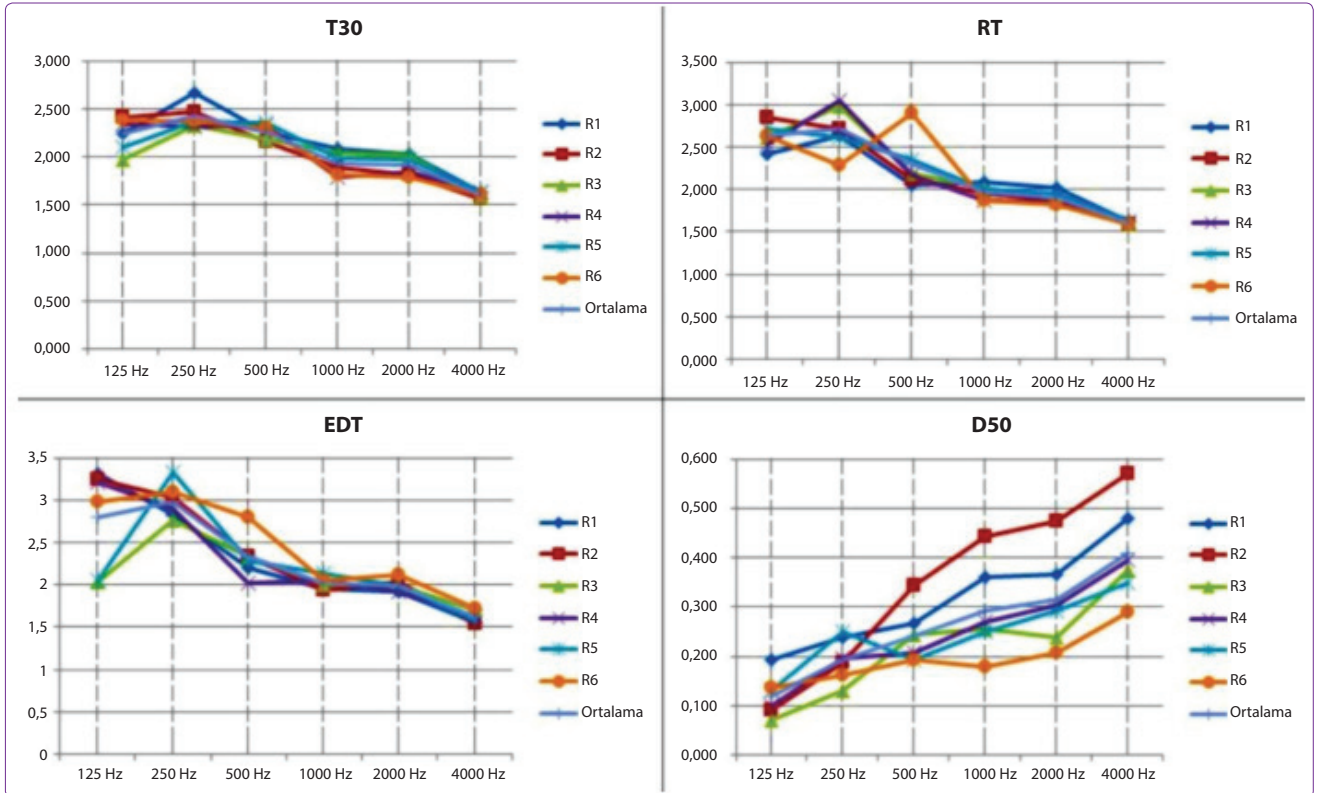 T30
3,000
2,500
2,000
1,500
1,000
0,500
0,000
125 Hz 250 Hz 500 Hz 1000 Hz 2000 Hz 4000 Hz
R1
R2
R3
R4
R5
R6
Ortalama
RT
3,500
3,000
2,500
2,000
1,500
1,000
0,500
0,000
125 Hz 250 Hz 500 Hz 1000 Hz 2000 Hz 4000 Hz
R1
R2
R3
R4
R5
R6
Ortalama
EDT
3,5
3
2,5
2
1,5
1
0,5
0
125 Hz 250 Hz 500 Hz 1000 Hz 2000 Hz 4000 Hz
R1
R2
R3
R4
R5
R6
Ortalama
D50
0,600
0,500
0,400
0,300
0,200
0,100
0,000
125 Hz 250 Hz 500 Hz 1000 Hz 2000 Hz 4000 Hz
R1
R2
R3
R4
R5
R6
Ortalama